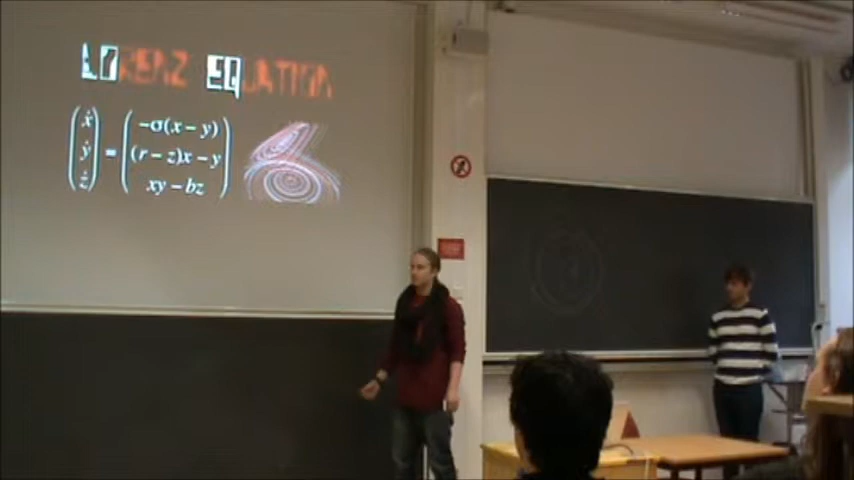 LORENZ EQUATION
ẋ = −σ(x − y)
ẏ = (r − z)x − y
ż = xy − bz